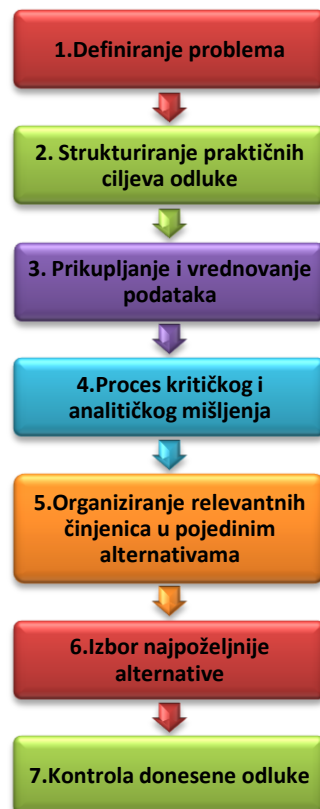 1.Definiranje problema
2. Strukturiranje praktičnih
ciljeva odluke
3. Prikupljanje i vrednovanje
podataka
4.Proces kritičkog i
analitičkog mišljenja
5.Organiziranje relevantnih
činjenica u pojedinim
alternativama
6.Izbor najpoželjnije
alternative
7.Kontrola donesene odluke